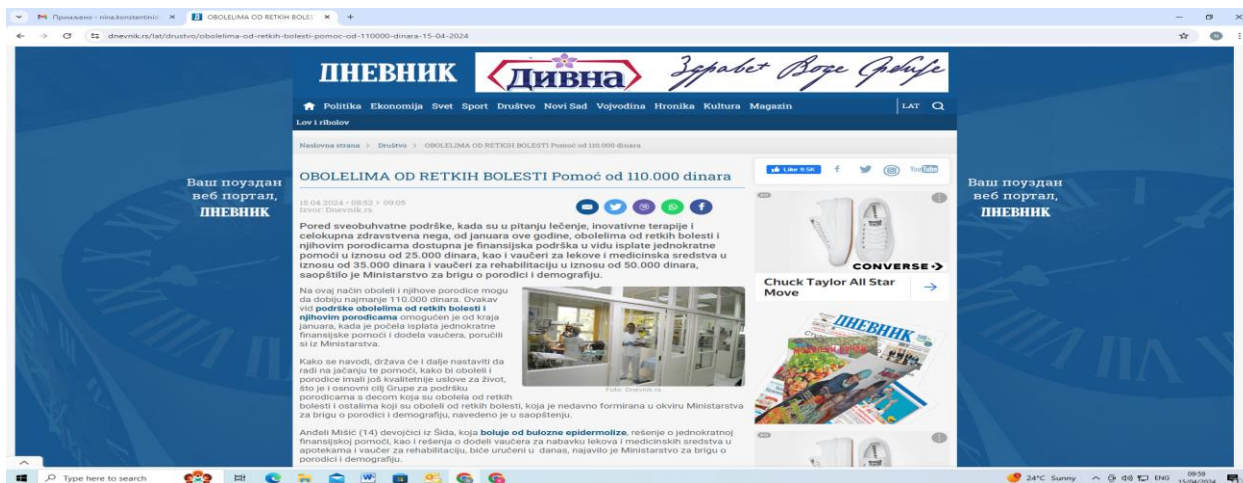 Примљено - nina.konstantinic
OBOLELIMA OD RETKIH BOLES
dnevnik.rs/lat/drustvo/obolelima-od-retkih-bolesti-pomoc-od-110000-dinara-15-04-2024
ДНЕВНИК
Дивна
Здравет Боге
Politika Ekonomija Svet Sport Društvo Novi Sad Vojvodina Hronika Kultura Magazin
LAT
Lov i ribolov
Naslovna strana > Društvo > OBOLELIMA OD RETKIH BOLESTI Pomoć od 110.000 dinara
OBOLELIMA OD RETKIH BOLESTI Pomoć od 110.000 dinara
15.04.2024 • 08:52 > 09:05
Izvor: Dnevnik.rs
Pored sveobuhvatne podrške, kada su u pitanju lečenje, inovativne terapije i
celokupna zdravstvena nega, od januara ove godine, obolelima od retkih bolesti i
njihovim porodicama dostupna je finansijska podrška u vidu isplate jednokratne
pomoći u iznosu od 25.000 dinara, kao i vaučeri za lekove i medicinska sredstva u
iznosu od 35.000 dinara i vaučeri za rehabilitaciju u iznosu od 50.000 dinara,
saopštilo je Ministarstvo za brigu o porodici i demografiju.
Na ovaj način oboleli i njihove porodice mogu
da dobiju najmanje 110.000 dinara. Ovakav
vid podrške obolelima od retkih bolesti i
njihovim porodicama omogućen je od kraja
januara, kada je počela isplata jednokratne
finansijske pomoći i dodela vaučera, poručili
si iz Ministarstva.
Kako se navodi, država će i dalje nastaviti da
radi na jačanju te pomoći, kako bi oboleli i
porodice imali još kvalitetnije uslove za život,
što je i osnovni cilj Grupe za podršku
porodicama s decom koja su obolela od retkih
bolesti i ostalima koji su oboleli od retkih bolesti, koja je nedavno formirana u okviru Ministarstva
za brigu o porodici i demografiju, navedeno je u saopštenju.
Foto: Dnevnik.rs
Anđeli Mišić (14) devojčici iz Šida, koja boluje od bulozne epidermolize, rešenje o jednokratnoj
finansijskoj pomoći, kao i rešenja o dodeli vaučera za nabavku lekova i medicinskih sredstva u
apotekama i vaučer za rehabilitaciju, biće uručeni u danas, najavilo je Ministarstvo za brigu o
porodici i demografiju.
Like 9.5K
YouTube
CONVERSE
Chuck Taylor All Star
Move
ДНЕВНИК
Ваш поуздан
веб портал,
ДНЕВНИК
Ваш поуздан
веб портал,
ДНЕВНИК
Type here to search
24°C Sunny
ENG
09:59
15/04/2024